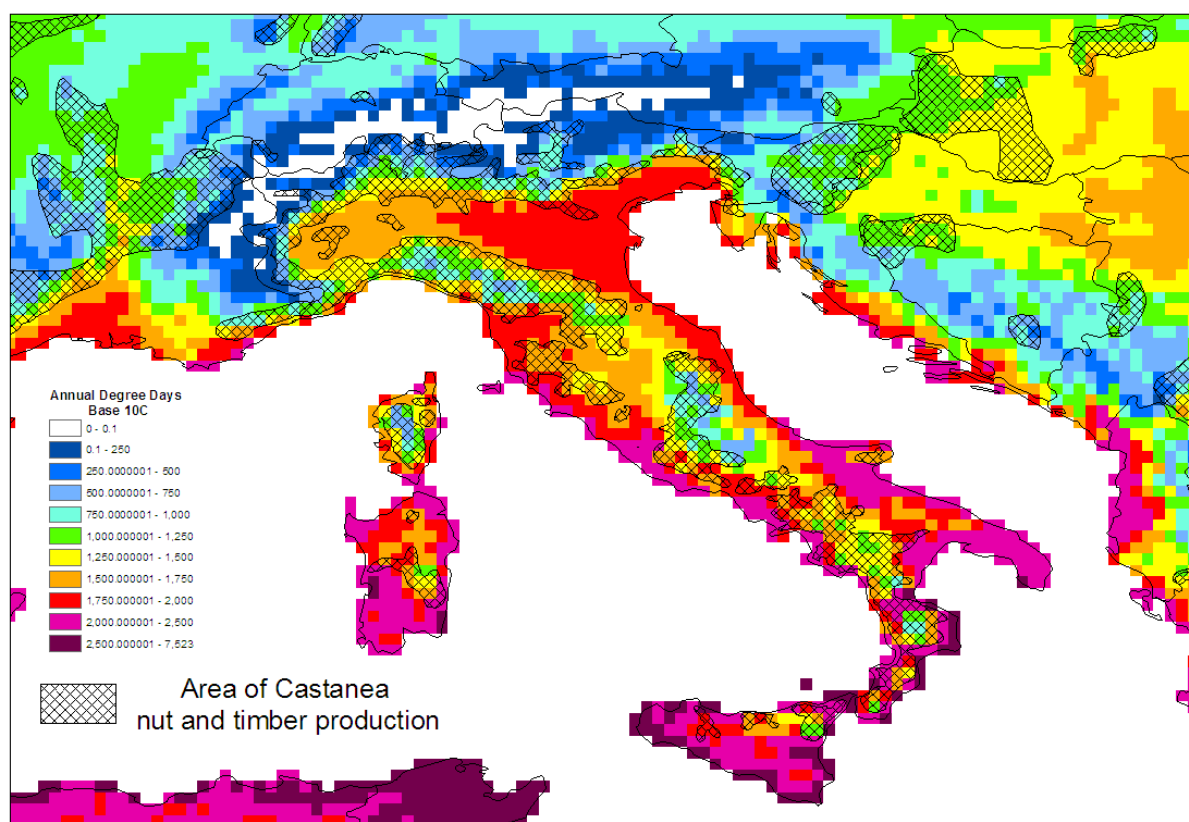 Annual Degree Days
Base 10C
0 - 0.1
0.1 - 250
250.0000001 - 500
500.0000001 - 750
750.0000001 - 1,000
1,000.000001 - 1,250
1,250.000001 - 1,500
1,500.000001 - 1,750
1,750.000001 - 2,000
2,000.000001 - 2,500
2,500.000001 - 7,523
Area of Castanea
nut and timber production